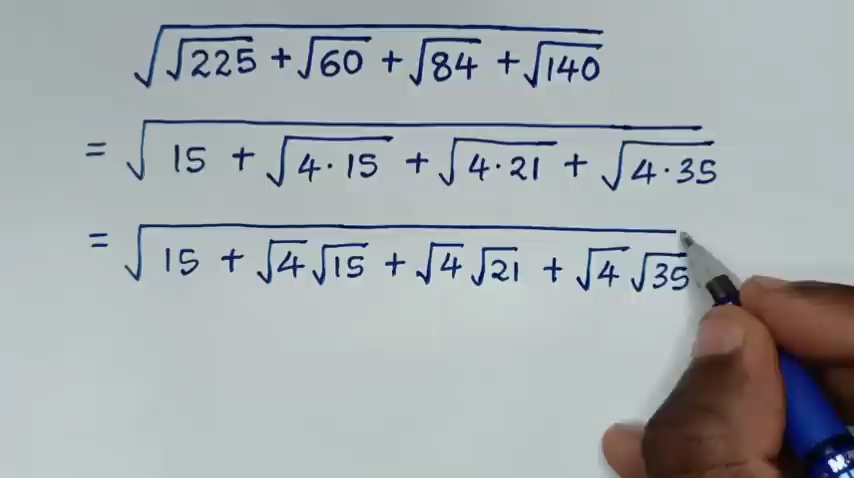 √(√225 + √60 + √84 + √140)
= √(15 + √(4·15) + √(4·21) + √(4·35))
= √(15 + √4√15 + √4√21 + √4√35)